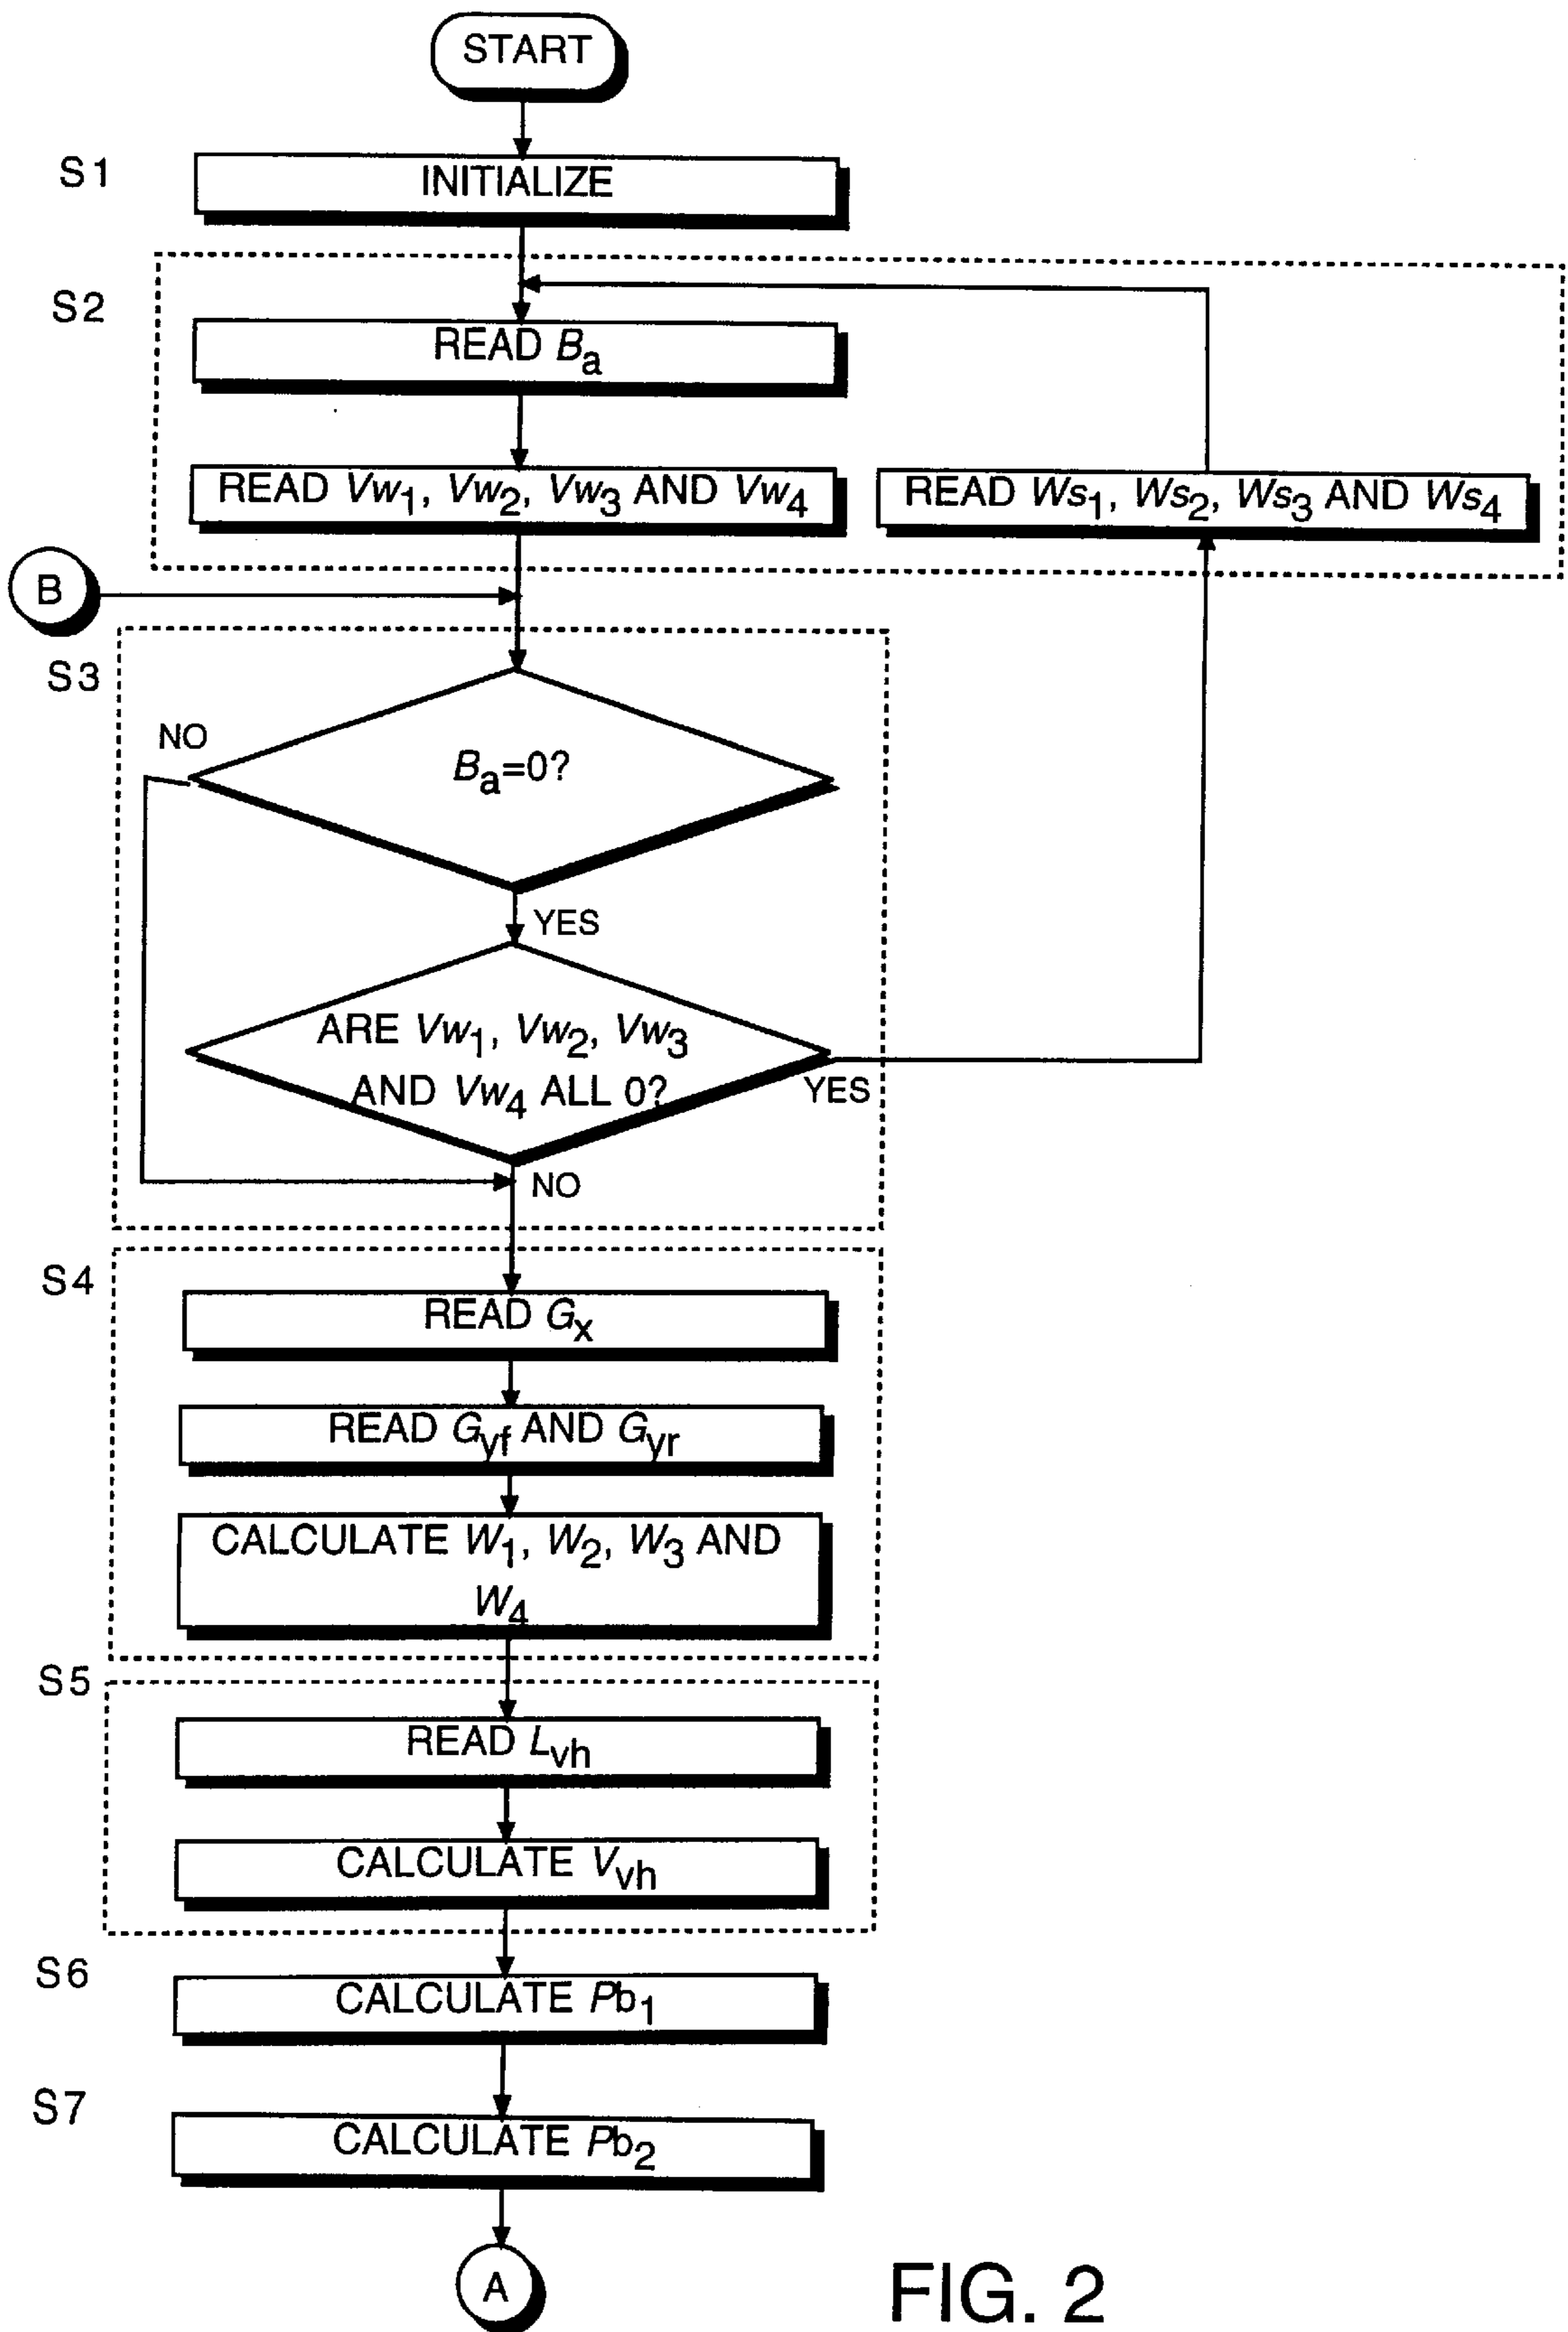 START
S1
INITIALIZE
S2
READ Ba
READ Vw1, Vw2, Vw3 AND Vw4
READ Ws1, Ws2, Ws3 AND Ws4
B
S3
NO
Ba=0?
YES
ARE Vw1, Vw2, Vw3
AND Vw4 ALL 0?
YES
NO
S4
READ Gx
READ Gyf AND Gyr
CALCULATE W1, W2, W3 AND
W4
S5
READ Lvh
CALCULATE Vvh
S6
CALCULATE Pb1
S7
CALCULATE Pb2
A
FIG. 2